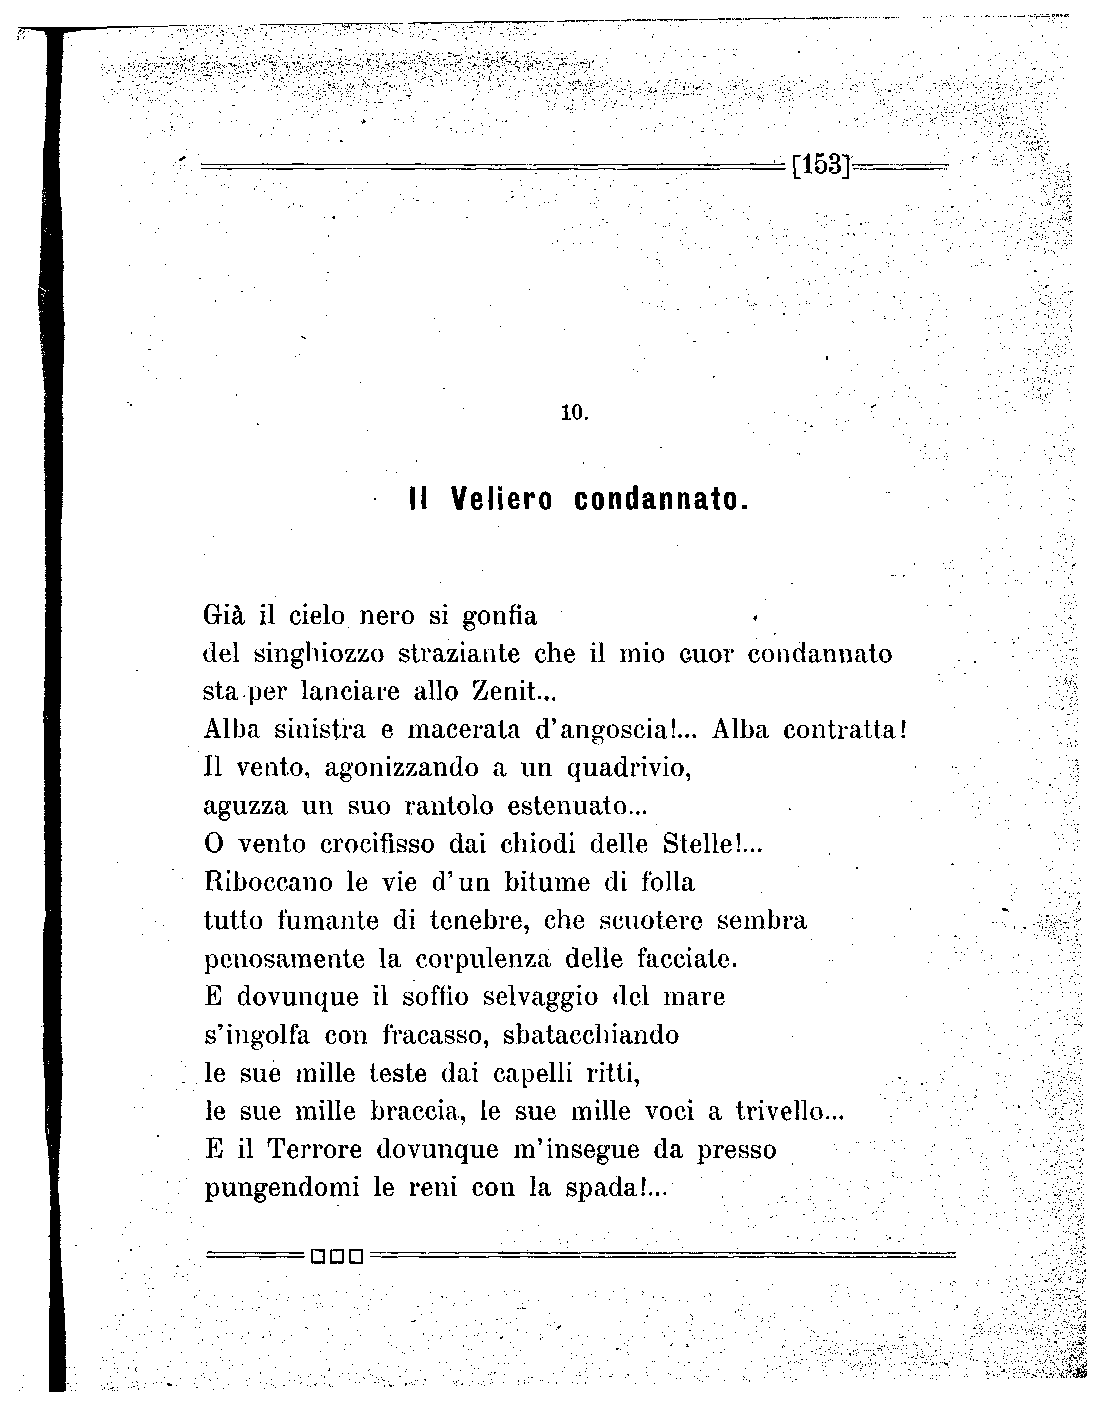 [153]
10.
Il Veliero condannato.
Già il cielo nero si gonfia
del singhiozzo straziante che il mio cuor condannato
sta per lanciare allo Zenit...
Alba sinistra e macerata d'angoscia!... Alba contratta!
Il vento, agonizzando a un quadrivio,
aguzza un suo rantolo estenuato...
O vento crocifisso dai chiodi delle Stelle!...
Riboccano le vie d'un bitume di folla
tutto fumante di tenebre, che scuotere sembra
penosamente la corpulenza delle facciate.
E dovunque il soffio selvaggio del mare
s'ingolfa con fracasso, sbatacchiando
le sue mille teste dai capelli ritti,
le sue mille braccia, le sue mille voci a trivello...
E il Terrore dovunque m'insegue da presso
pungendomi le reni con la spada!...